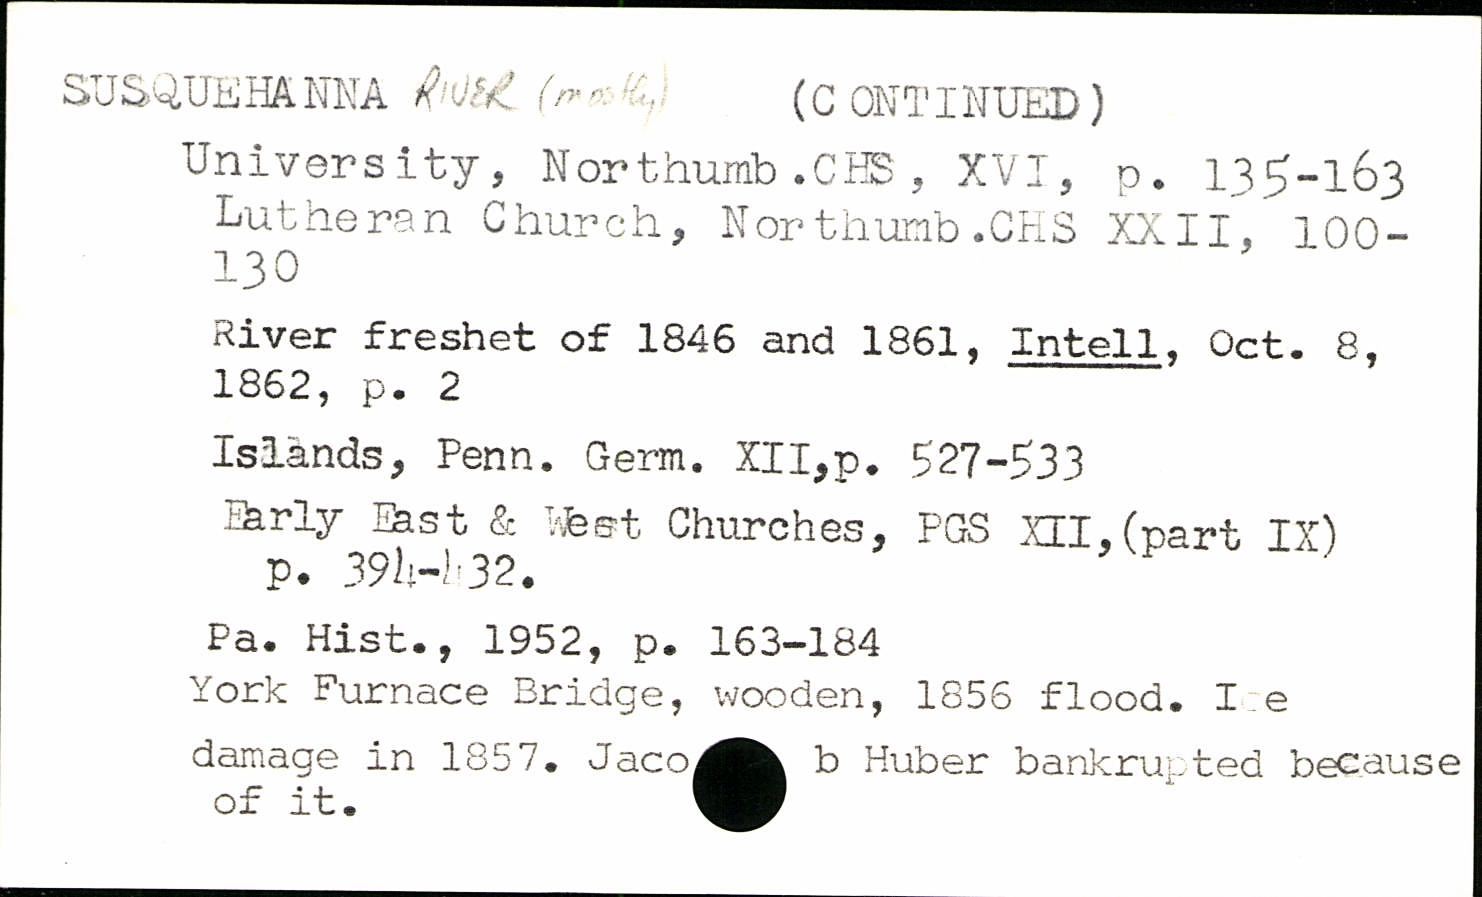 SUSQUEHANNA RIVER (mostly) (CONTINUED)
University, Northumb.CHS, XVI, p. 135-163
Lutheran Church, Northumb.CHS XXII, 100-
130
River freshet of 1846 and 1861, Intell, Oct. 8,
1862, p. 2
Islands, Penn. Germ. XII,p. 527-533
Early East & West Churches, PGS XII,(part IX)
p. 394-432.
Pa. Hist., 1952, p. 163-184
York Furnace Bridge, wooden, 1856 flood. Ice
damage in 1857. Jaco b Huber bankrupted because
of it.